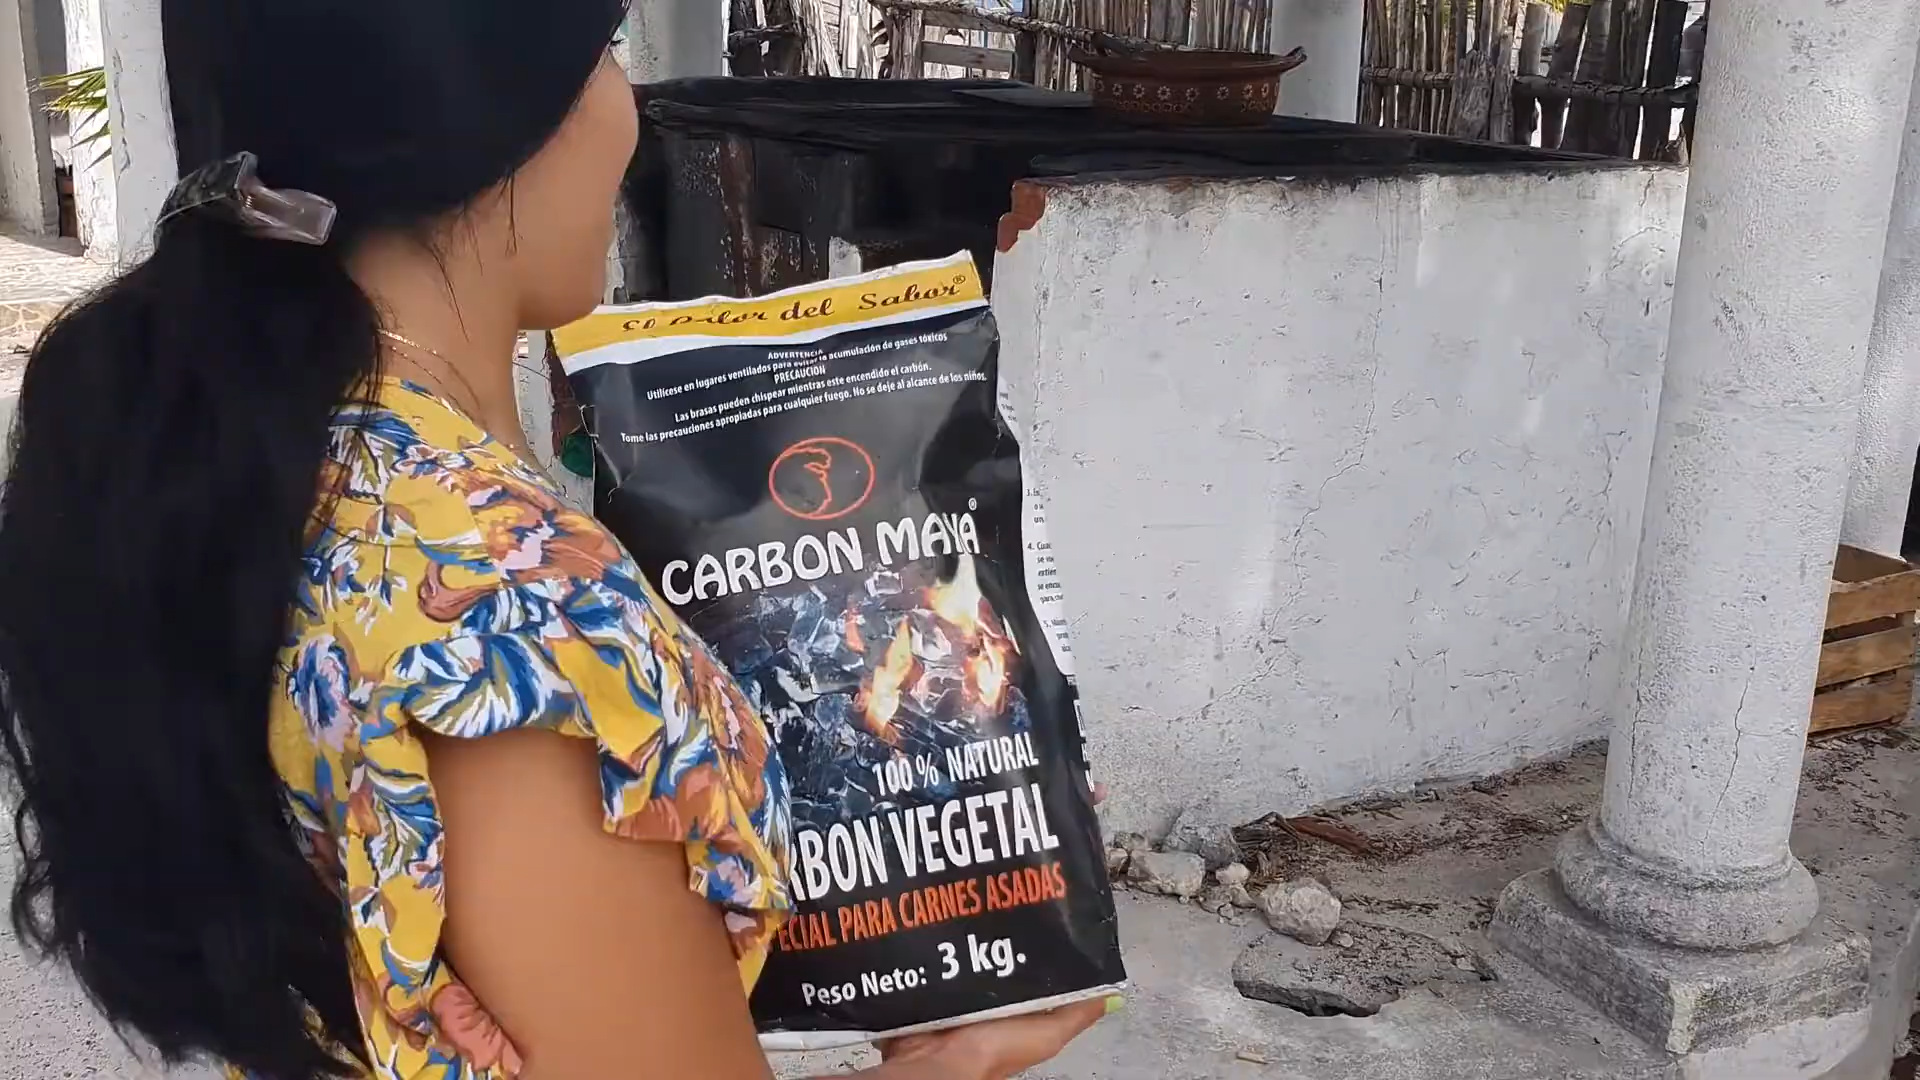 El Dolor del Sabor®
ADVERTENCIA
Utilícese en lugares ventilados para evitar la acumulación de gases tóxicos
PRECAUCIÓN
Las brasas pueden chispear mientras este encendido el carbón.
Tome las precauciones apropiadas para cualquier fuego. No se deje al alcance de los niños.
CARBON MAYA®
100% NATURAL
RBON VEGETAL
ECIAL PARA CARNES ASADAS
Peso Neto: 3 kg.